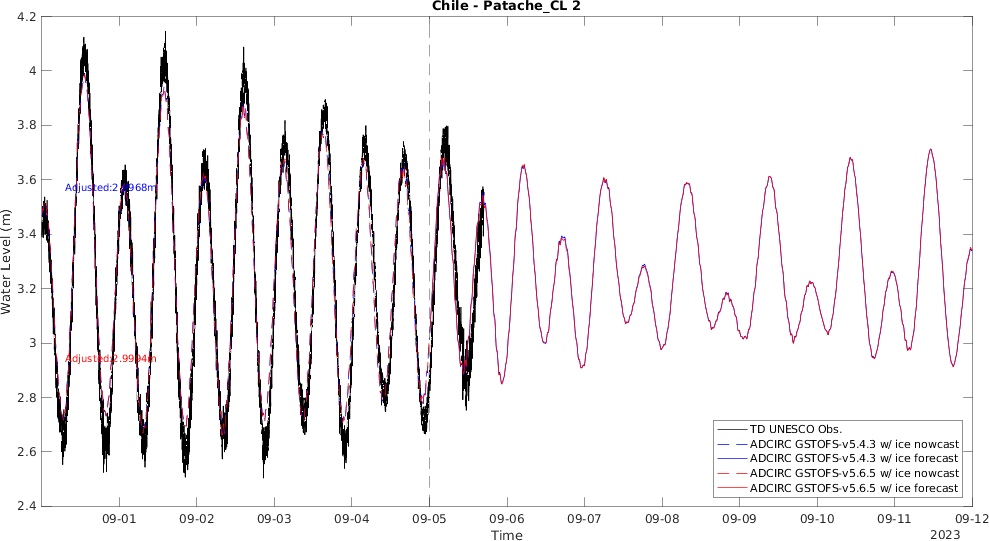 Chile - Patache_CL 2
4.2
4
3.8
3.6
3.4
3.2
3
2.8
2.6
2.4
Water Level (m)
09-01
09-02
09-03
09-04
09-05
09-06
09-07
09-08
09-09
09-10
09-11
09-12
Time
2023
TD UNESCO Obs.
ADCIRC GSTOFS-v5.4.3 w/ ice nowcast
ADCIRC GSTOFS-v5.4.3 w/ ice forecast
ADCIRC GSTOFS-v5.6.5 w/ ice nowcast
ADCIRC GSTOFS-v5.6.5 w/ ice forecast